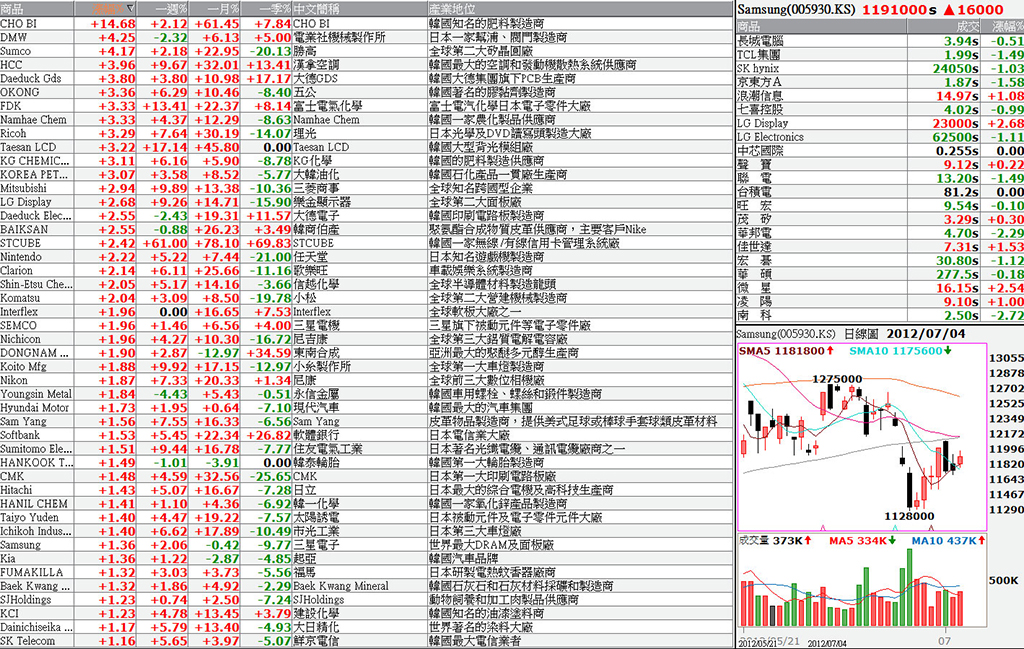 商品 一週% 一月% 一季% 中文簡稱 產業地位
CHO BI +14.68 +2.12 +61.45 +7.84 CHO BI 韓國知名的肥料製造商
DMW +4.25 -2.32 +6.13 +5.00 電業社機械製作所 日本一家幫浦、閥門製造商
Sumco +4.17 +2.18 +22.95 -20.13 勝高 全球第二大矽晶圓廠
HCC +3.96 +9.67 +32.01 +13.41 漢拿空調 韓國最大的空調和發動機散熱系統供應商
Daeduck Gds +3.80 +3.80 +10.98 +17.17 大德GDS 韓國大德集團旗下PCB生產商
OKONG +3.36 +6.29 +10.46 -8.40 五公 韓國著名的膠黏劑製造商
FDK +3.33 +13.41 +22.37 +8.14 富士電氣化學 富士電汽化學日本電子零件大廠
Namhae Chem +3.33 +4.37 +12.29 -8.63 Namhae Chem 韓國一家農化製品供應商
Ricoh +3.29 +7.64 +30.19 -14.07 理光 日本光學及DVD讀寫頭製造大廠
Taesan LCD +3.22 +17.14 +45.80 0.00 Taesan LCD 韓國大型背光模組廠
KG CHEMIC... +3.11 +6.16 +5.90 -8.78 KG化學 韓國的肥料製造供應商
KOREA PET... +3.07 +3.58 +8.52 -5.77 大韓油化 韓國石化產品一貫廠生產商
Mitsubishi +2.94 +9.89 +13.38 -10.36 三菱商事 全球知名跨國型企業
LG Display +2.68 +9.26 +14.71 -15.90 樂金顯示器 全球第二大面板廠
Daeduck Elec... +2.55 -2.43 +19.31 +11.57 大德電子 韓國印刷電路板製造商
BAIKSAN +2.55 -0.88 +26.23 +3.49 韓商伯產 聚氨酯合成物質皮革供應商，主要客戶Nike
STCUBE +2.42 +61.00 +78.10 +69.83 STCUBE 韓國一家無線/有線信用卡管理系統廠
Nintendo +2.22 +5.22 +7.44 -21.00 任天堂 日本知名遊戲機製造商
Clarion +2.14 +6.11 +25.66 -11.16 歌樂旺 車載娛樂系統製造商
Shin-Etsu Che... +2.05 +5.17 +14.16 -3.66 信越化學 全球半導體材料製造龍頭
Komatsu +2.04 +3.09 +8.50 -19.78 小松 全球第二大營建機械製造商
Interflex +1.96 0.00 +16.65 +7.53 Interflex 全球軟板大廠之一
SEMCO +1.96 +1.46 +6.56 +4.00 三星電機 三星旗下被動元件等電子零件廠
Nichicon +1.96 +4.27 +10.30 -16.72 尼吉康 全球第三大鋁質電解電容廠
DONGNAM ... +1.90 +2.87 -12.97 +34.59 東南合成 亞洲最大的聚醚多元醇生產商
Koito Mfg +1.88 +9.92 +17.15 -12.97 小糸製作所 全球第一大車燈製造商
Nikon +1.87 +7.33 +20.33 +1.34 尼康 全球前三大數位相機廠
Youngsin Metal +1.84 -4.43 +5.43 -0.51 永信金屬 韓國車用螺栓、螺絲和鍛件製造商
Hyundai Motor +1.73 +1.95 +0.64 -7.10 現代汽車 韓國最大的汽車集團
Sam Yang +1.56 +7.55 +16.33 -6.56 Sam Yang 皮革物品製造商，提供美式足球或棒球手套球類皮革材料
Softbank +1.53 +5.45 +22.34 +26.82 軟體銀行 日本電信業大廠
Sumitomo Ele... +1.51 +9.44 +16.78 -7.77 住友電氣工業 日本著名光纖電纜、通訊電纜廠商之一
HANKOOK T... +1.49 -1.01 -3.91 0.00 韓泰輪胎 韓國第一大輪胎製造商
CMK +1.48 +4.59 +32.56 -25.65 CMK 日本第一大印刷電路板廠
Hitachi +1.43 +5.07 +16.67 -7.28 日立 日本最大的綜合電機及高科技生產商
HANIL CHEM +1.41 +1.10 +4.36 -6.92 韓一化學 韓國一家氧化鋅產品製造商
Taiyo Yuden +1.40 +4.47 +19.22 -7.57 太陽誘電 日本被動元件及電子零件元件大廠
Ichikoh Indus... +1.40 +6.62 +17.89 -10.49 市光工業 日本第三大車燈廠
Samsung +1.36 +2.06 -0.42 -9.77 三星電子 世界最大DRAM及面板廠
Kia +1.36 +1.22 -2.87 -4.85 起亞 韓國汽車品牌
FUMAKILLA +1.32 +3.03 +3.73 -5.56 福馬 日本研製電熱蚊香器廠商
Baek Kwang ... +1.32 +1.86 +4.92 -2.29 Baek Kwang Mineral 韓國石灰石和石灰材料採礦和製造商
SJHoldings +1.23 +0.74 +2.50 -7.24 SJHoldings 動物飼養和加工肉製品供應商
KCI +1.23 +4.78 +13.45 +3.79 建設化學 韓國知名的油漆塗料商
Dainichiseika ... +1.17 +5.79 +13.40 -4.93 大日精化 世界著名的染料大廠
SK Telecom +1.16 +5.65 +3.97 -5.07 鮮京電信 韓國最大電信業者
Samsung(005930.KS) 1191000s ▲16000
商品 成交 漲幅%
長城電腦 3.94s -0.51
TCL集團 1.99s -1.49
SK hynix 24050s -1.03
京東方A 1.87s -1.58
浪潮信息 14.97s +1.08
七喜控股 4.02s -0.99
LG Display 23000s +2.68
LG Electronics 62500s -1.11
中芯國際 0.255s 0.00
聲 寶 9.12s +0.22
聯 電 13.20s -1.49
台積電 81.2s 0.00
旺 宏 9.54s -0.10
茂 矽 3.29s +0.30
華邦電 4.70s -2.29
佳世達 7.31s +1.53
宏 碁 30.80s -1.12
華 碩 277.5s -0.18
微 星 16.15s +2.54
凌 陽 9.10s +1.00
南 科 2.50s -2.72
Samsung(005930.KS) 日線圖 2012/07/04
SMA5 1181800 SMA10 1175600
13055
12878
12702
12525
12349
12172
11996
11820
11643
11467
11290
1275000
1128000
成交量 373K MA5 334K MA10 437K
500K
2012/05/21 2012/07/04 07